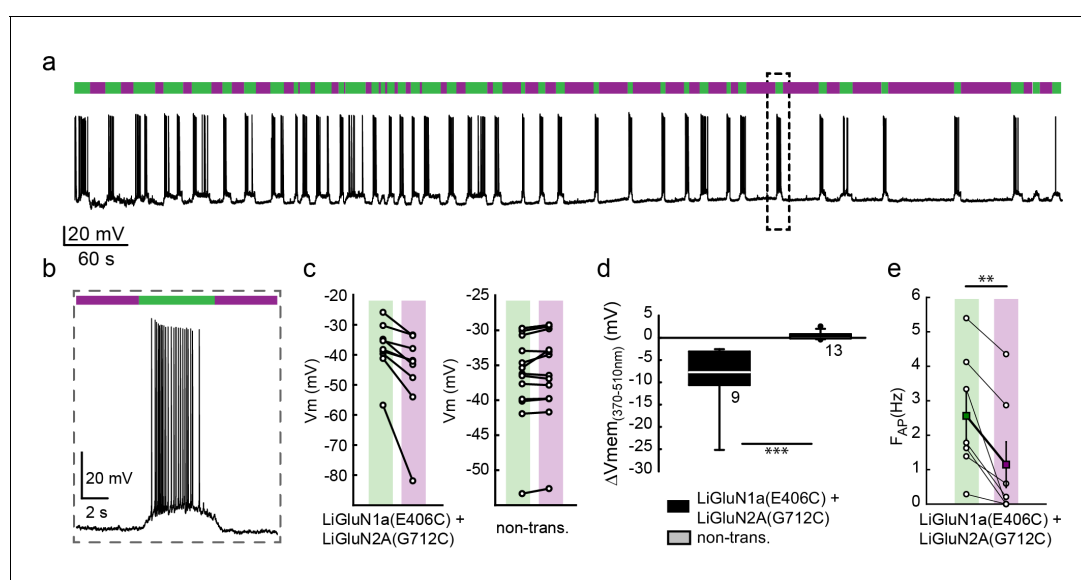 a
20 mV
60 s
b
20 mV
2 s
c
Vm (mV)
-20
-30
-40
-50
-60
-70
-80
LiGluN1a(E406C) +
LiGluN2A(G712C)
Vm (mV)
-25
-30
-35
-40
-45
-50
non-trans.
d
ΔVmem(370-510nm) (mV)
5
0
-5
-10
-15
-20
-25
-30
9
13
***
LiGluN1a(E406C) +
LiGluN2A(G712C)
non-trans.
e
**
FAP(Hz)
6
5
4
3
2
1
0
LiGluN1a(E406C) +
LiGluN2A(G712C)